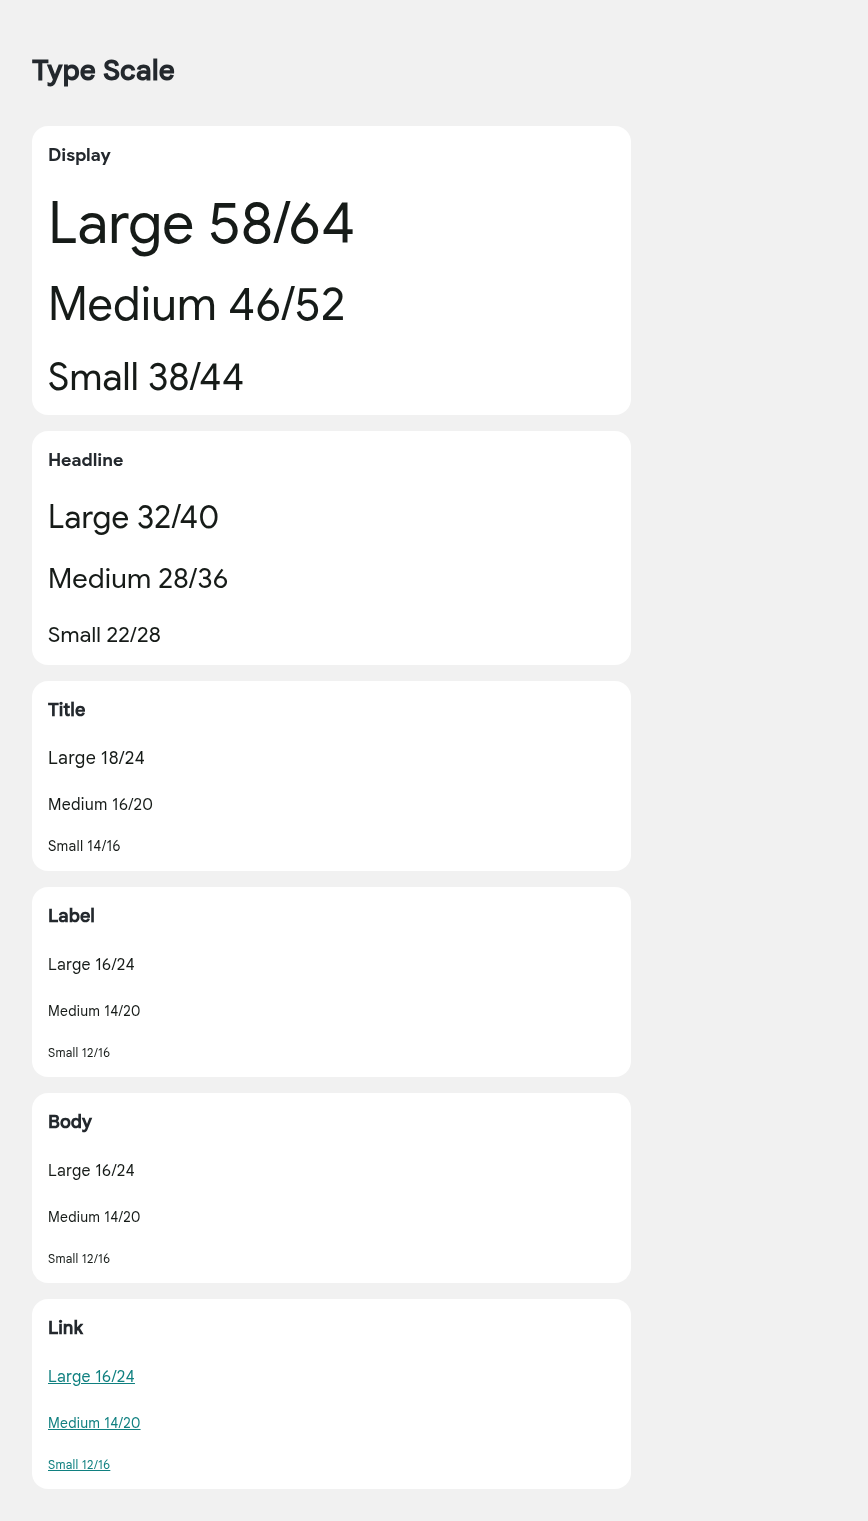 Type Scale
Display
Large 58/64
Medium 46/52
Small 38/44
Headline
Large 32/40
Medium 28/36
Small 22/28
Title
Large 18/24
Medium 16/20
Small 14/16
Label
Large 16/24
Medium 14/20
Small 12/16
Body
Large 16/24
Medium 14/20
Small 12/16
Link
Large 16/24
Medium 14/20
Small 12/16